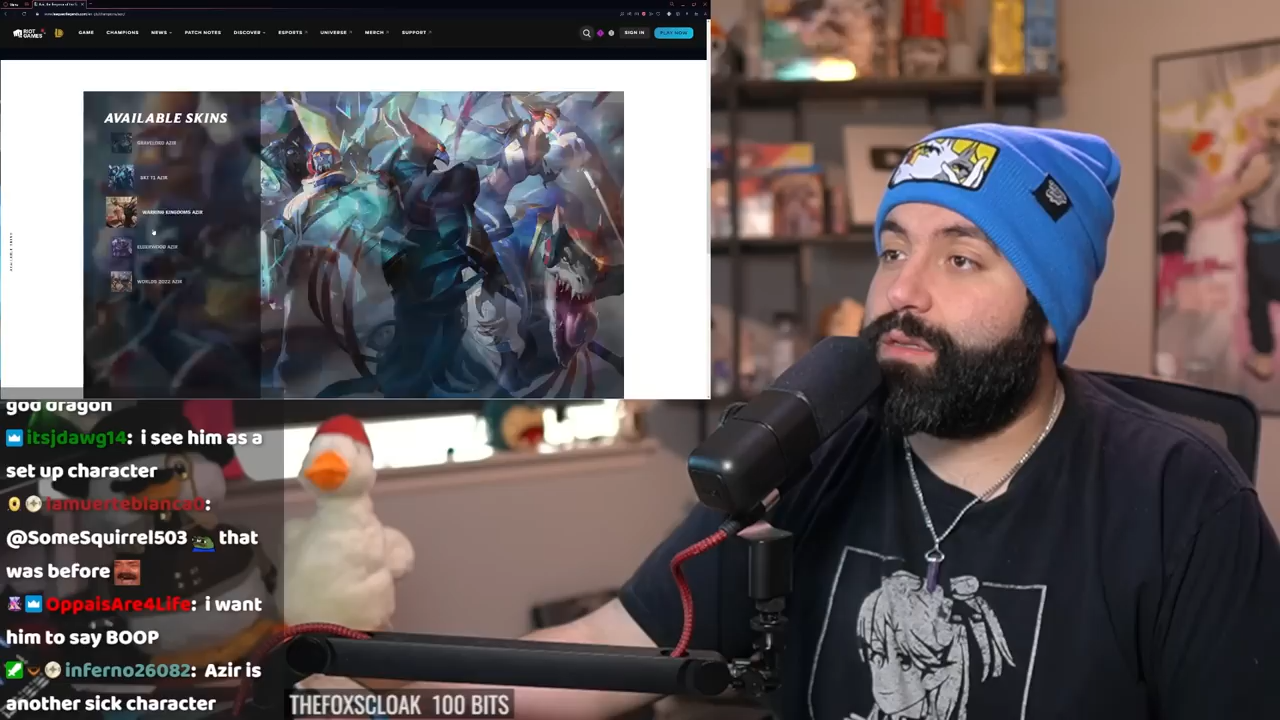 RIOT GAMES
GAME
CHAMPIONS
NEWS
PATCH NOTES
DISCOVER
ESPORTS
UNIVERSE
MERCH
SUPPORT
SIGN IN
PLAY NOW
AVAILABLE SKINS
GRAVELORD AZIR
SKT T1 AZIR
WARRING KINGDOMS AZIR
ELDERWOOD AZIR
WORLDS 2022 AZIR
god dragon
itsjdawg14: i see him as a
set up character
lamuerteblanca0:
@SomeSquirrel503 that
was before
OppaisAre4Life: i want
him to say BOOP
inferno26082: Azir is
another sick character
THEFOXSCLOAK 100 BITS